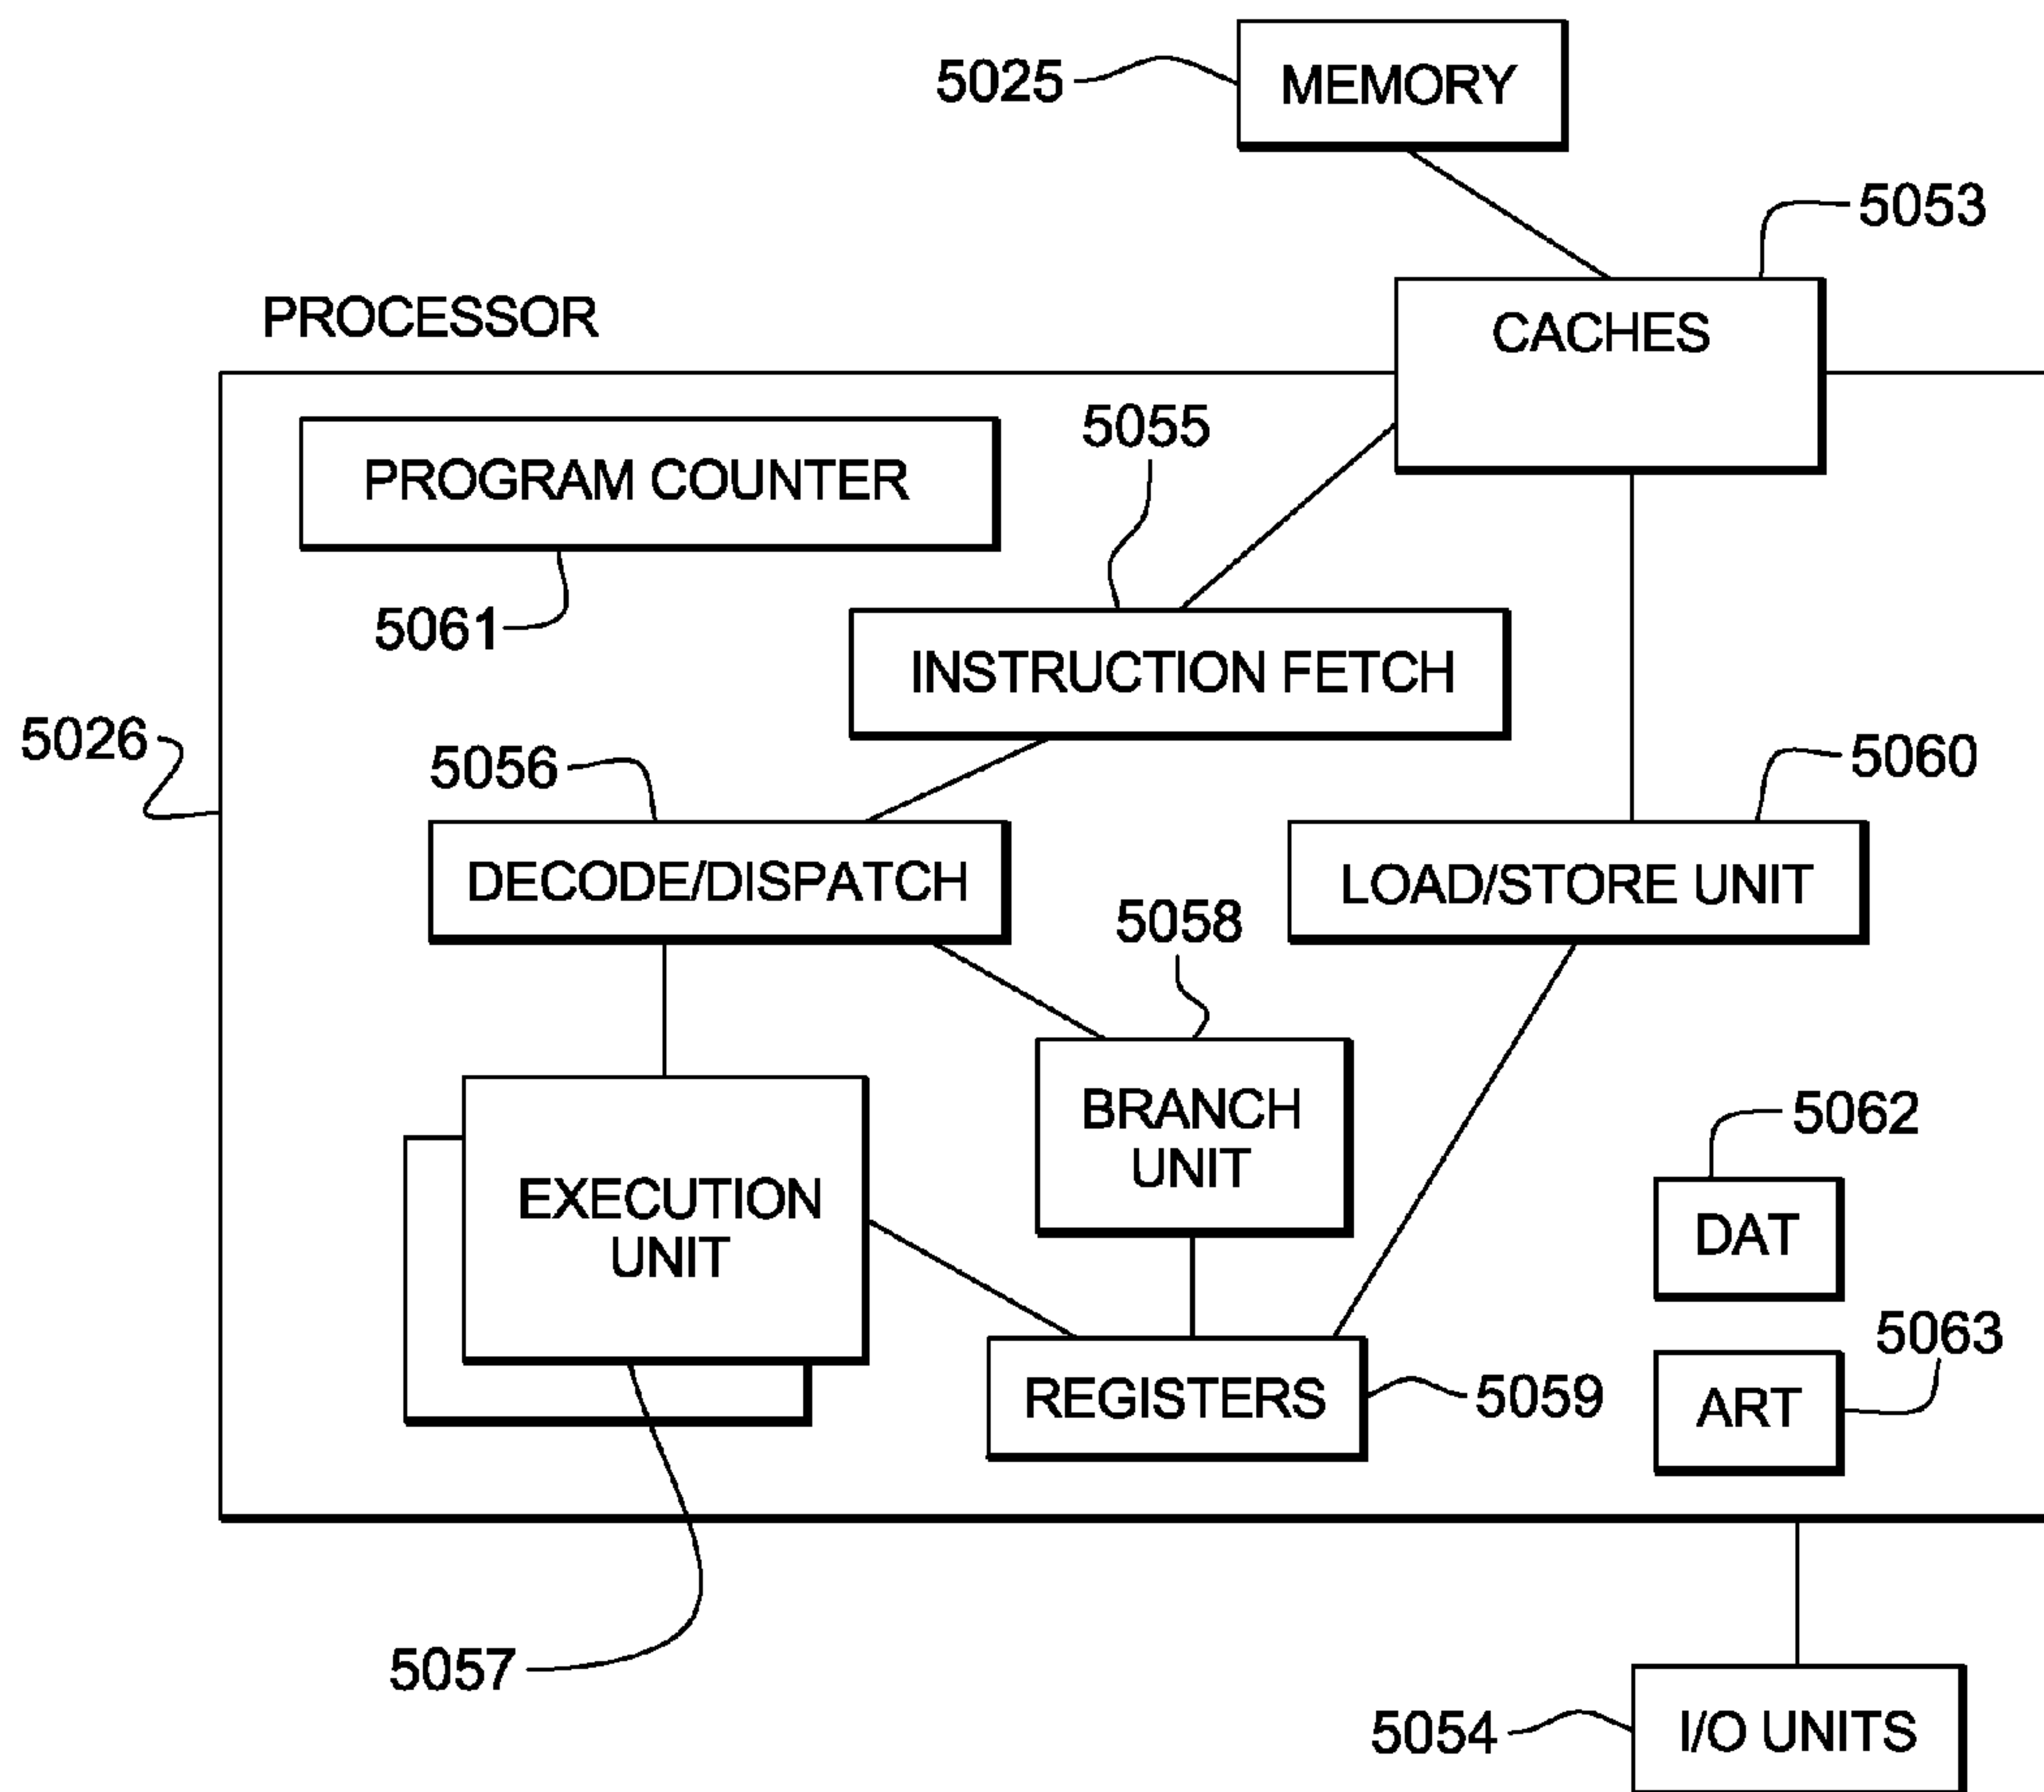 5025
MEMORY
5053
PROCESSOR
CACHES
5055
PROGRAM COUNTER
5061
INSTRUCTION FETCH
5026
5056
5060
DECODE/DISPATCH
LOAD/STORE UNIT
5058
BRANCH
UNIT
5062
EXECUTION
UNIT
DAT
5063
REGISTERS
5059
ART
5057
5054
I/O UNITS